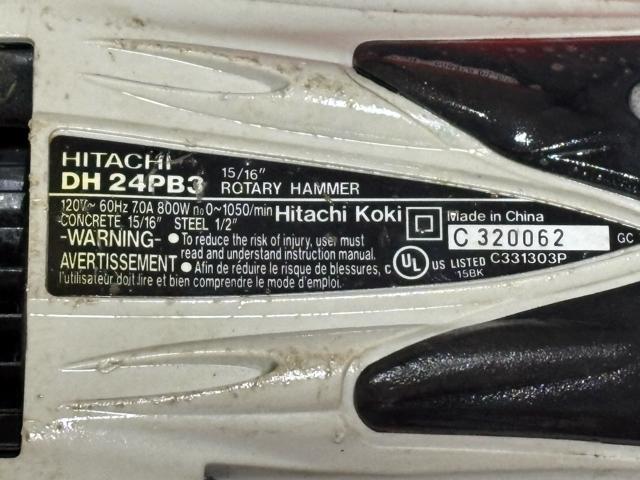 HITACHI
DH 24PB3
15/16"
ROTARY HAMMER
120V~ 60Hz 7.0A 800W n₀ 0~1050/min
CONCRETE 15/16" STEEL 1/2"
Hitachi Koki
Made in China
C 320062
GC
-WARNING- • To reduce the risk of injury, user must
read and understand instruction manual.
AVERTISSEMENT • Afin de réduire le risque de blessures,
l'utilisateur doit lire et bien comprendre le mode d'emploi.
C UL US LISTED C331303P
15BK